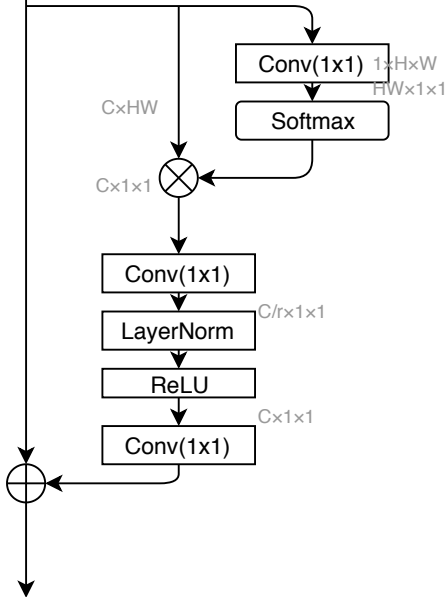 Conv(1x1)
1×H×W
HW×1×1
C×HW
Softmax
C×1×1
Conv(1x1)
C/r×1×1
LayerNorm
ReLU
C×1×1
Conv(1x1)